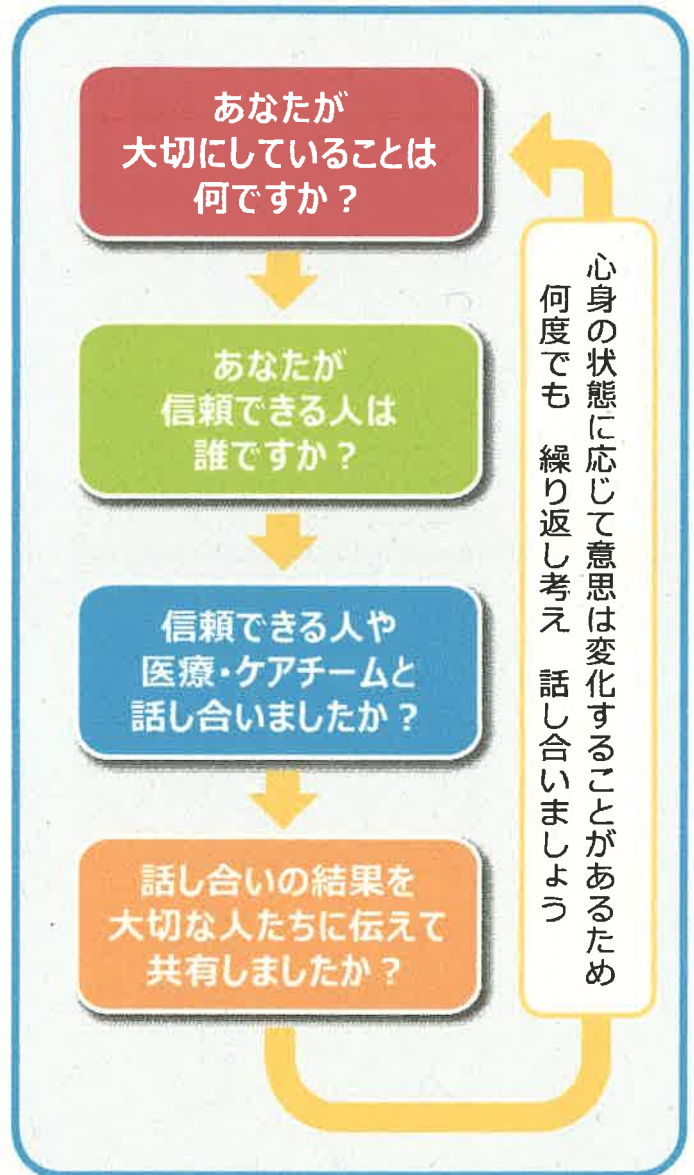 あなたが
大切にしていることは
何ですか？
あなたが
信頼できる人は
誰ですか？
信頼できる人や
医療・ケアチームと
話し合いましたか？
話し合いの結果を
大切な人たちに伝えて
共有しましたか？
心身の状態に応じて意思は変化することがあるため
何度でも　繰り返し考え　話し合いましょう